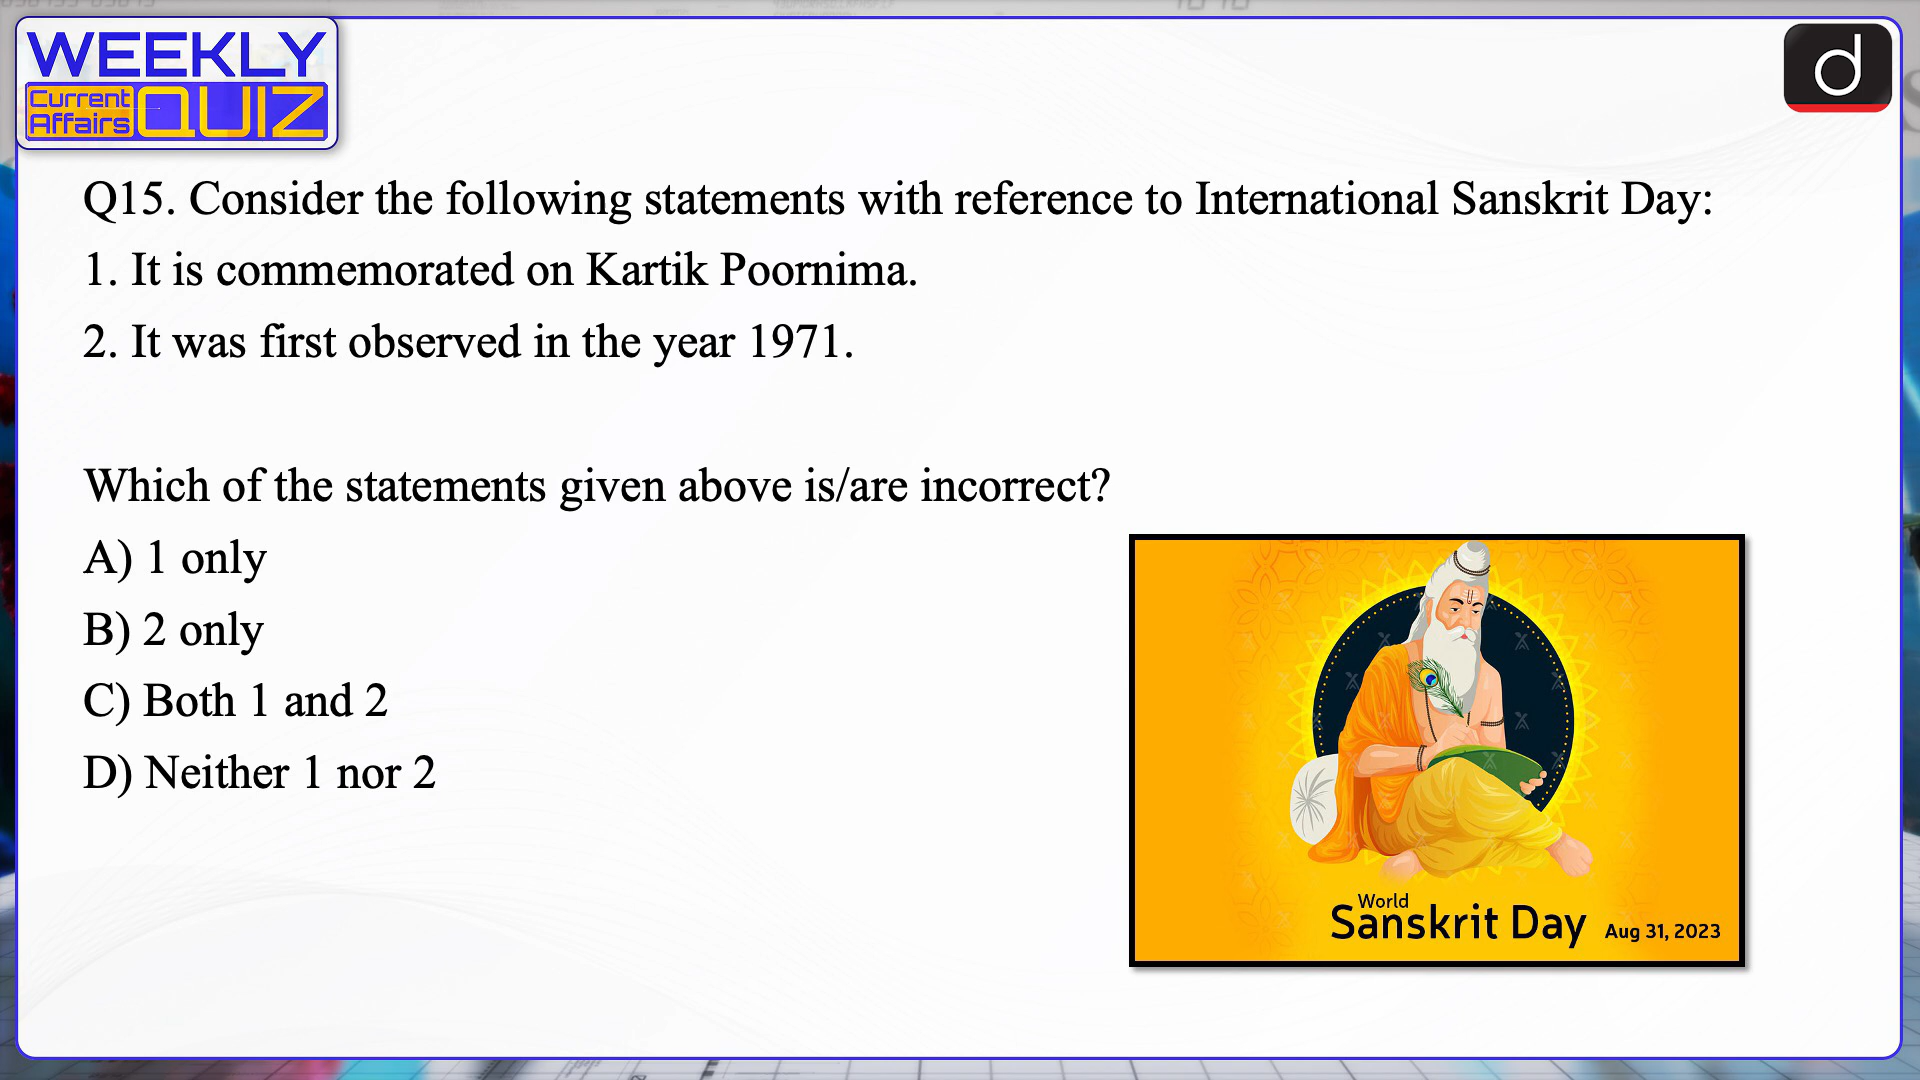 WEEKLY
Current
Affairs
QUIZ
d
Q15. Consider the following statements with reference to International Sanskrit Day:
1. It is commemorated on Kartik Poornima.
2. It was first observed in the year 1971.
Which of the statements given above is/are incorrect?
A) 1 only
B) 2 only
C) Both 1 and 2
D) Neither 1 nor 2
World
Sanskrit Day Aug 31, 2023